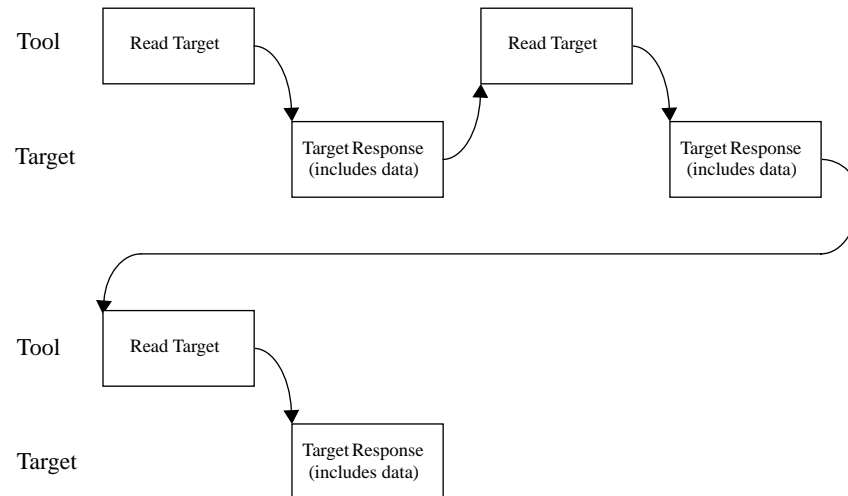 Tool
Read Target
Read Target
Target
Target Response
(includes data)
Target Response
(includes data)
Tool
Read Target
Target
Target Response
(includes data)